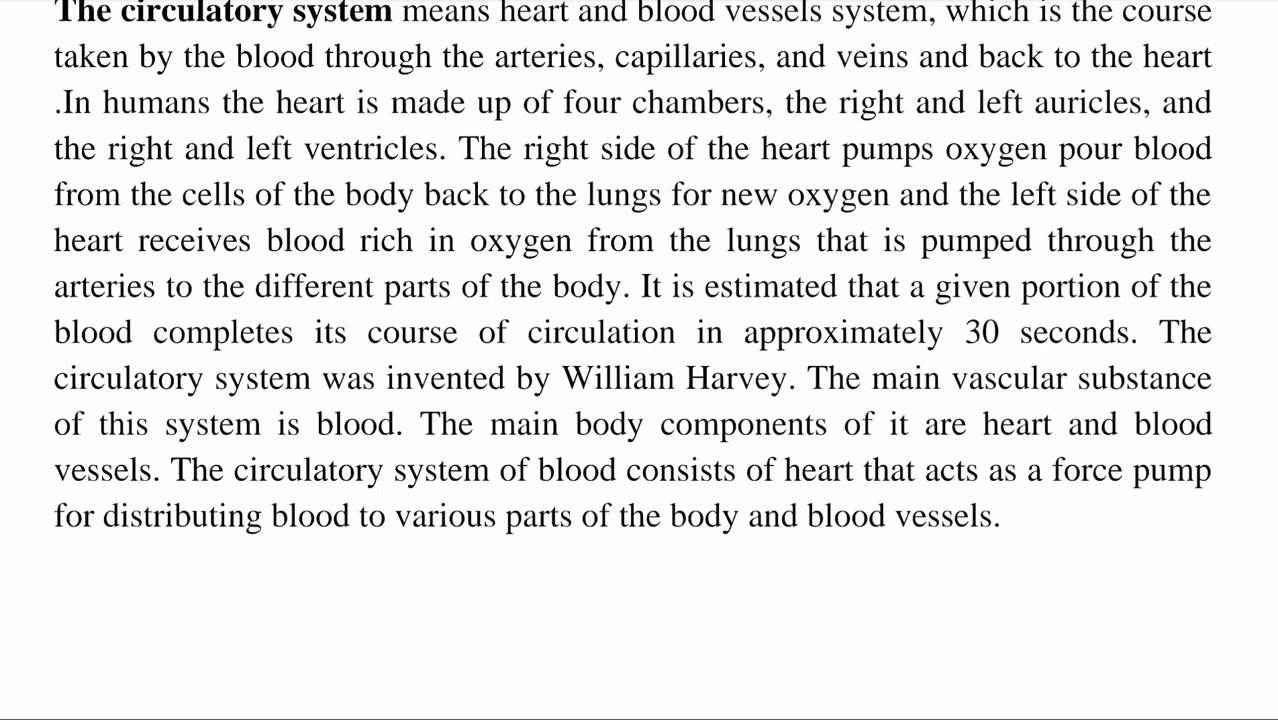 The circulatory system means heart and blood vessels system, which is the course
taken by the blood through the arteries, capillaries, and veins and back to the heart
.In humans the heart is made up of four chambers, the right and left auricles, and
the right and left ventricles. The right side of the heart pumps oxygen pour blood
from the cells of the body back to the lungs for new oxygen and the left side of the
heart receives blood rich in oxygen from the lungs that is pumped through the
arteries to the different parts of the body. It is estimated that a given portion of the
blood completes its course of circulation in approximately 30 seconds. The
circulatory system was invented by William Harvey. The main vascular substance
of this system is blood. The main body components of it are heart and blood
vessels. The circulatory system of blood consists of heart that acts as a force pump
for distributing blood to various parts of the body and blood vessels.